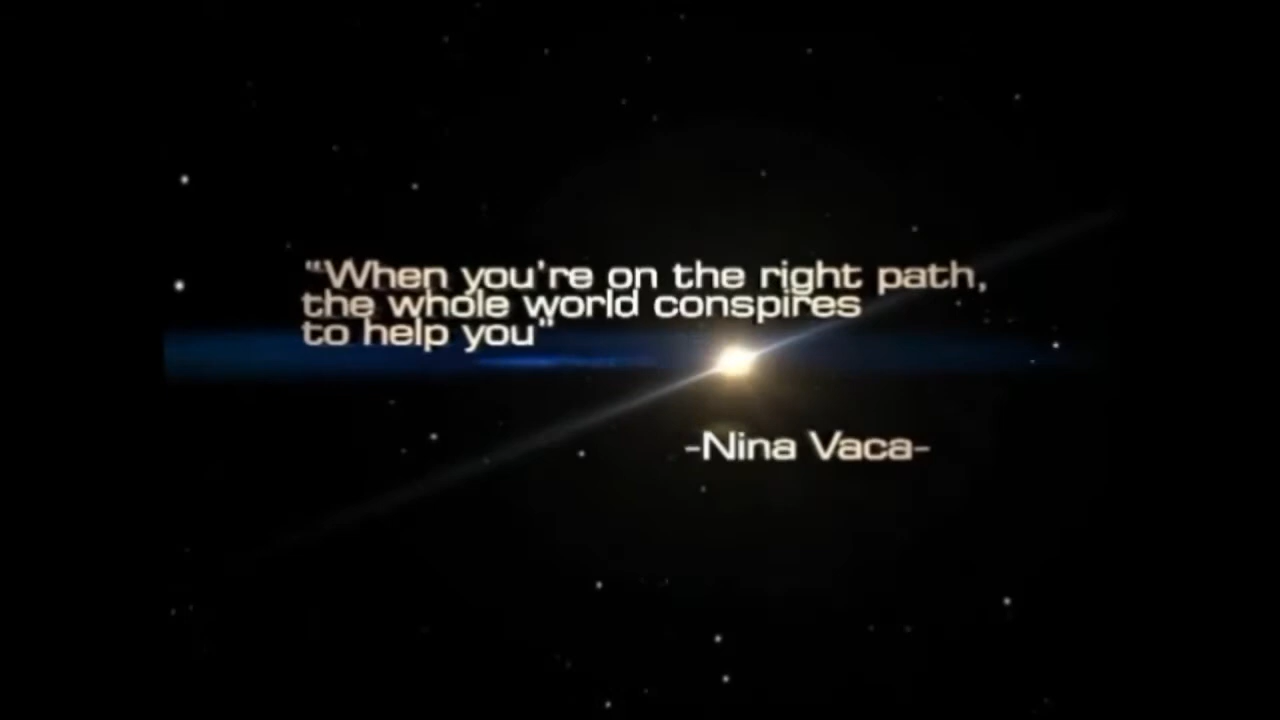 "When you're on the right path,
the whole world conspires
to help you"
-Nina Vaca-